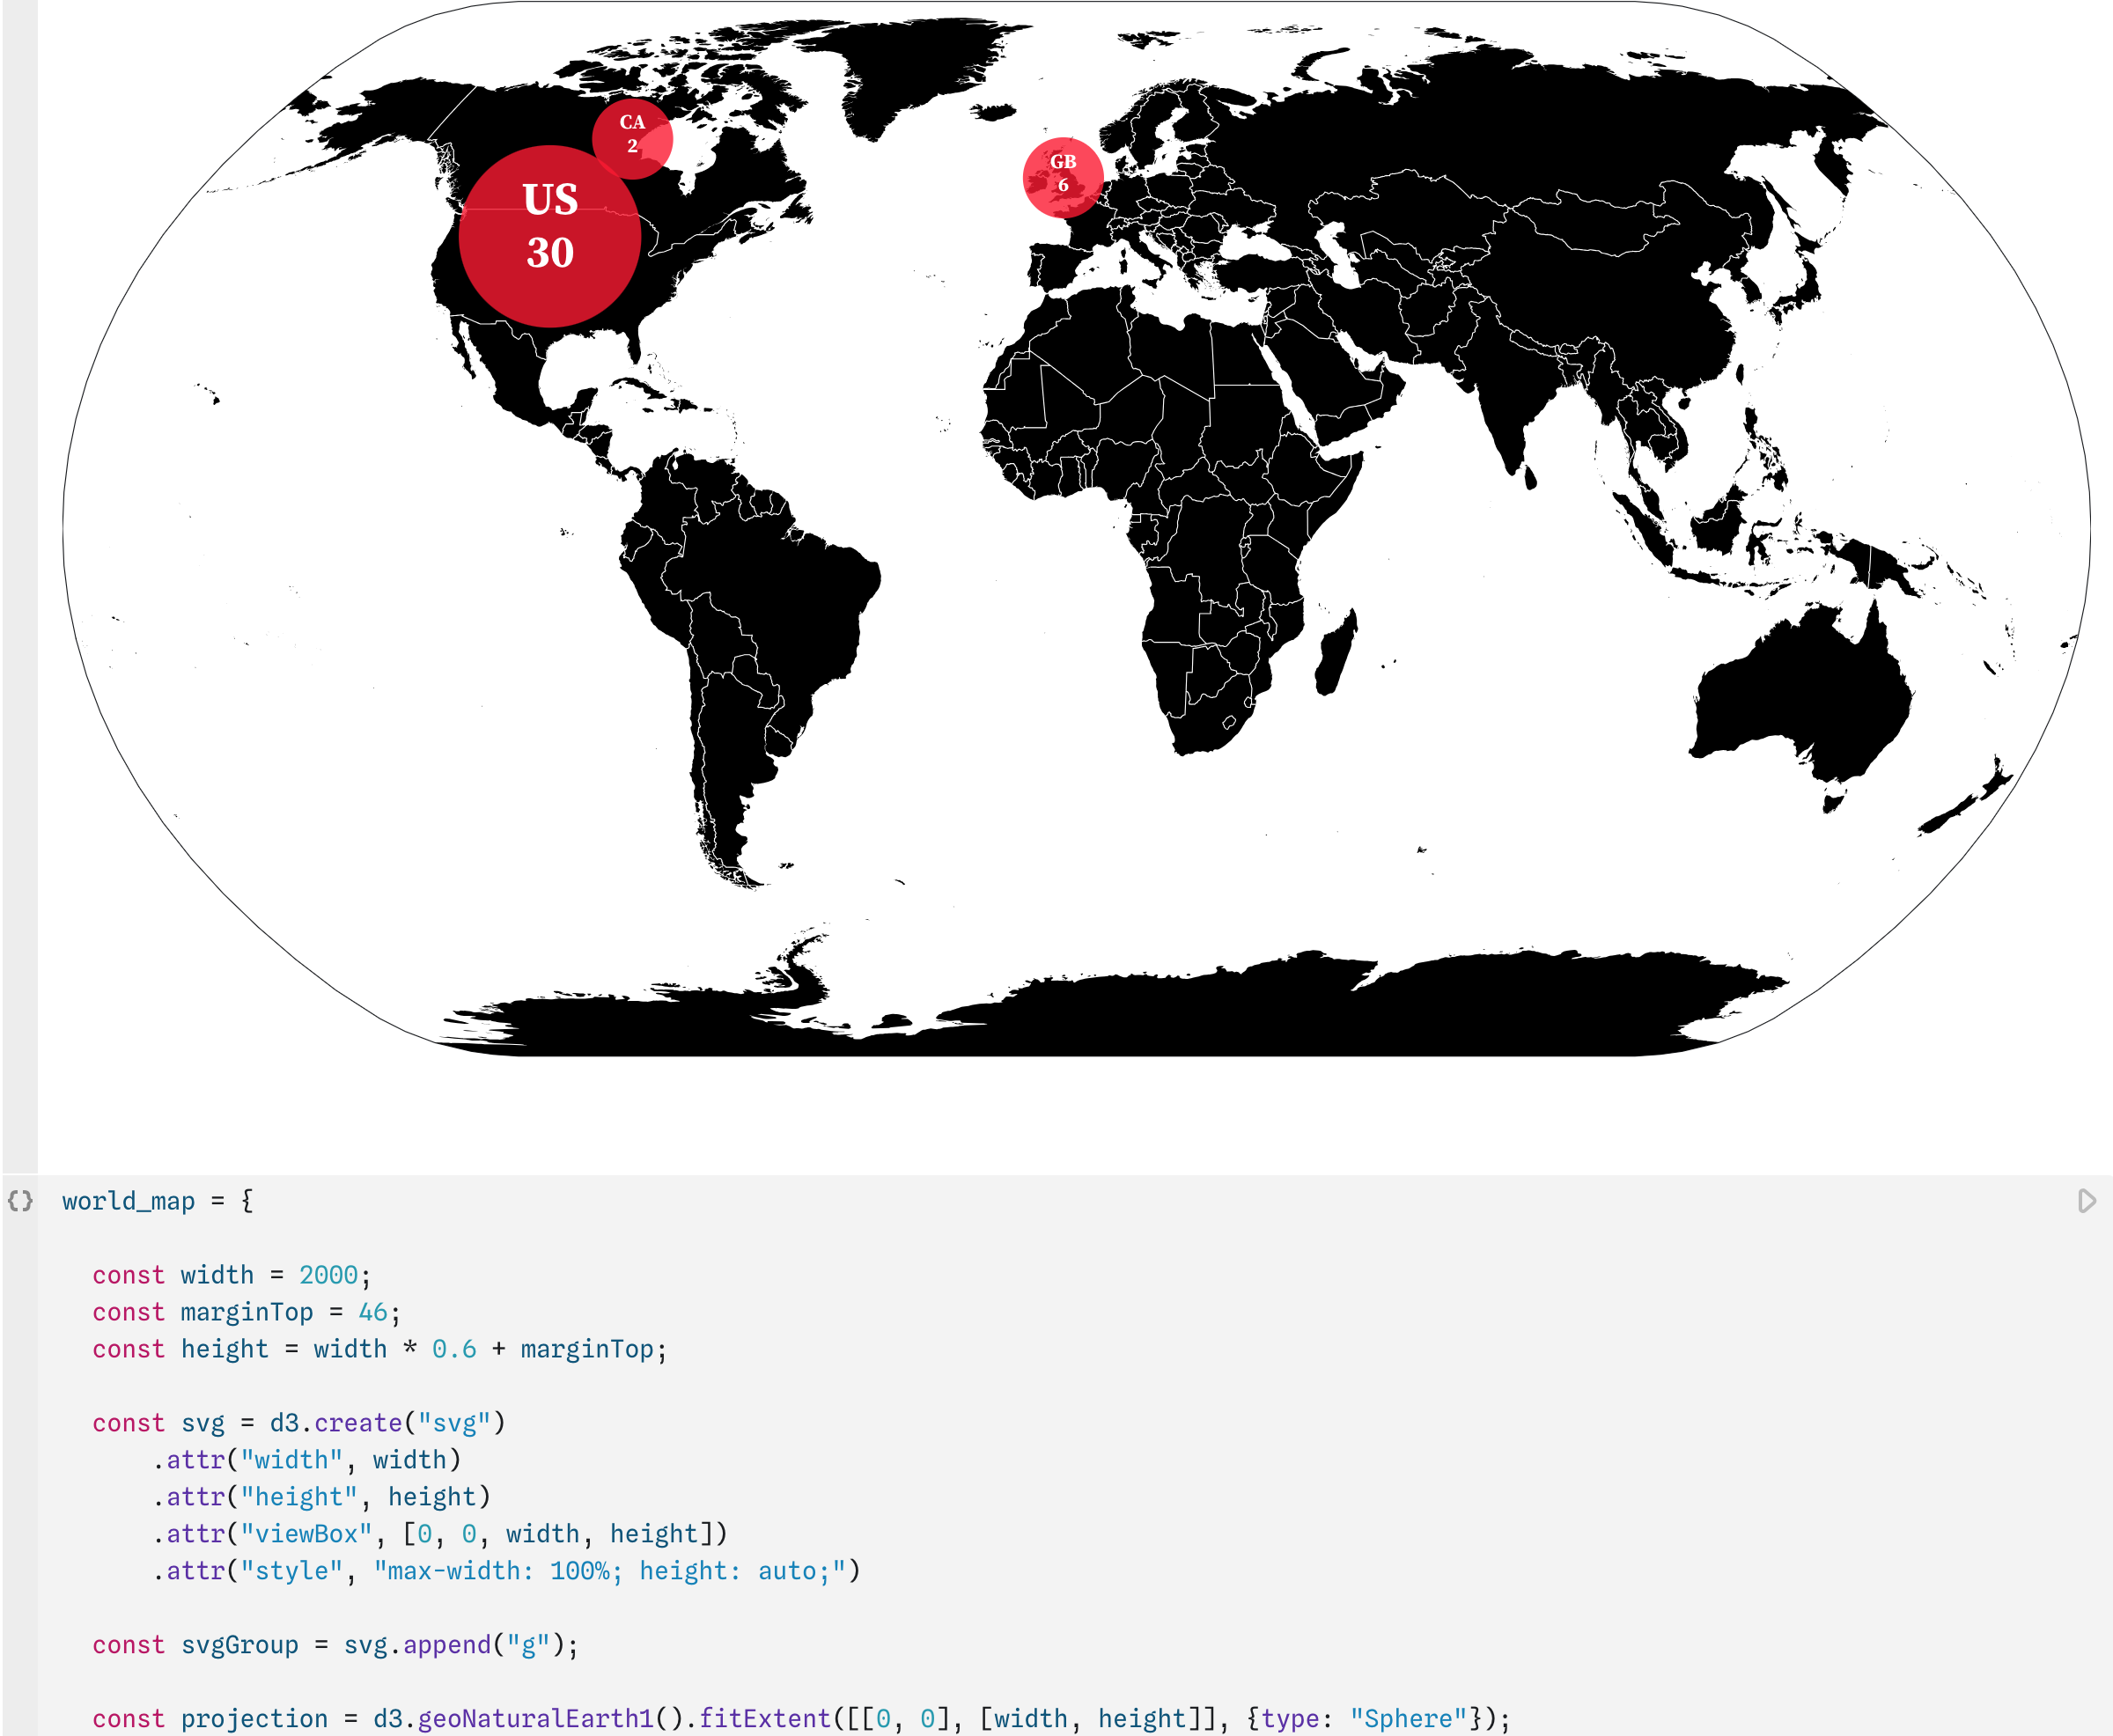 CA
2
GB
6
US
30
{}
world_map = {
const width = 2000;
const marginTop = 46;
const height = width * 0.6 + marginTop;
const svg = d3.create("svg")
.attr("width", width)
.attr("height", height)
.attr("viewBox", [0, 0, width, height])
.attr("style", "max-width: 100%; height: auto;")
const svgGroup = svg.append("g");
const projection = d3.geoNaturalEarth1().fitExtent([[0, 0], [width, height]], {type: "Sphere"});